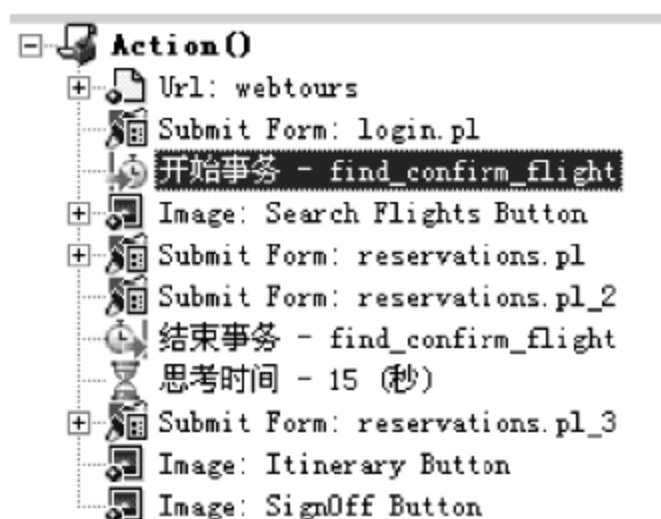 Action()
Url: webtours
Submit Form: login.pl
开始事务 - find_confirm_flight
Image: Search Flights Button
Submit Form: reservations.pl
Submit Form: reservations.pl_2
结束事务 - find_confirm_flight
思考时间 - 15 (秒)
Submit Form: reservations.pl_3
Image: Itinerary Button
Image: SignOff Button